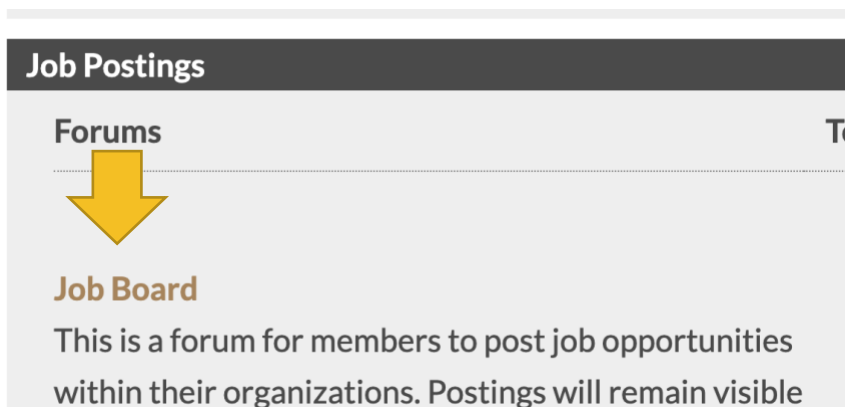 Job Postings
Forums
Job Board
This is a forum for members to post job opportunities
within their organizations. Postings will remain visible